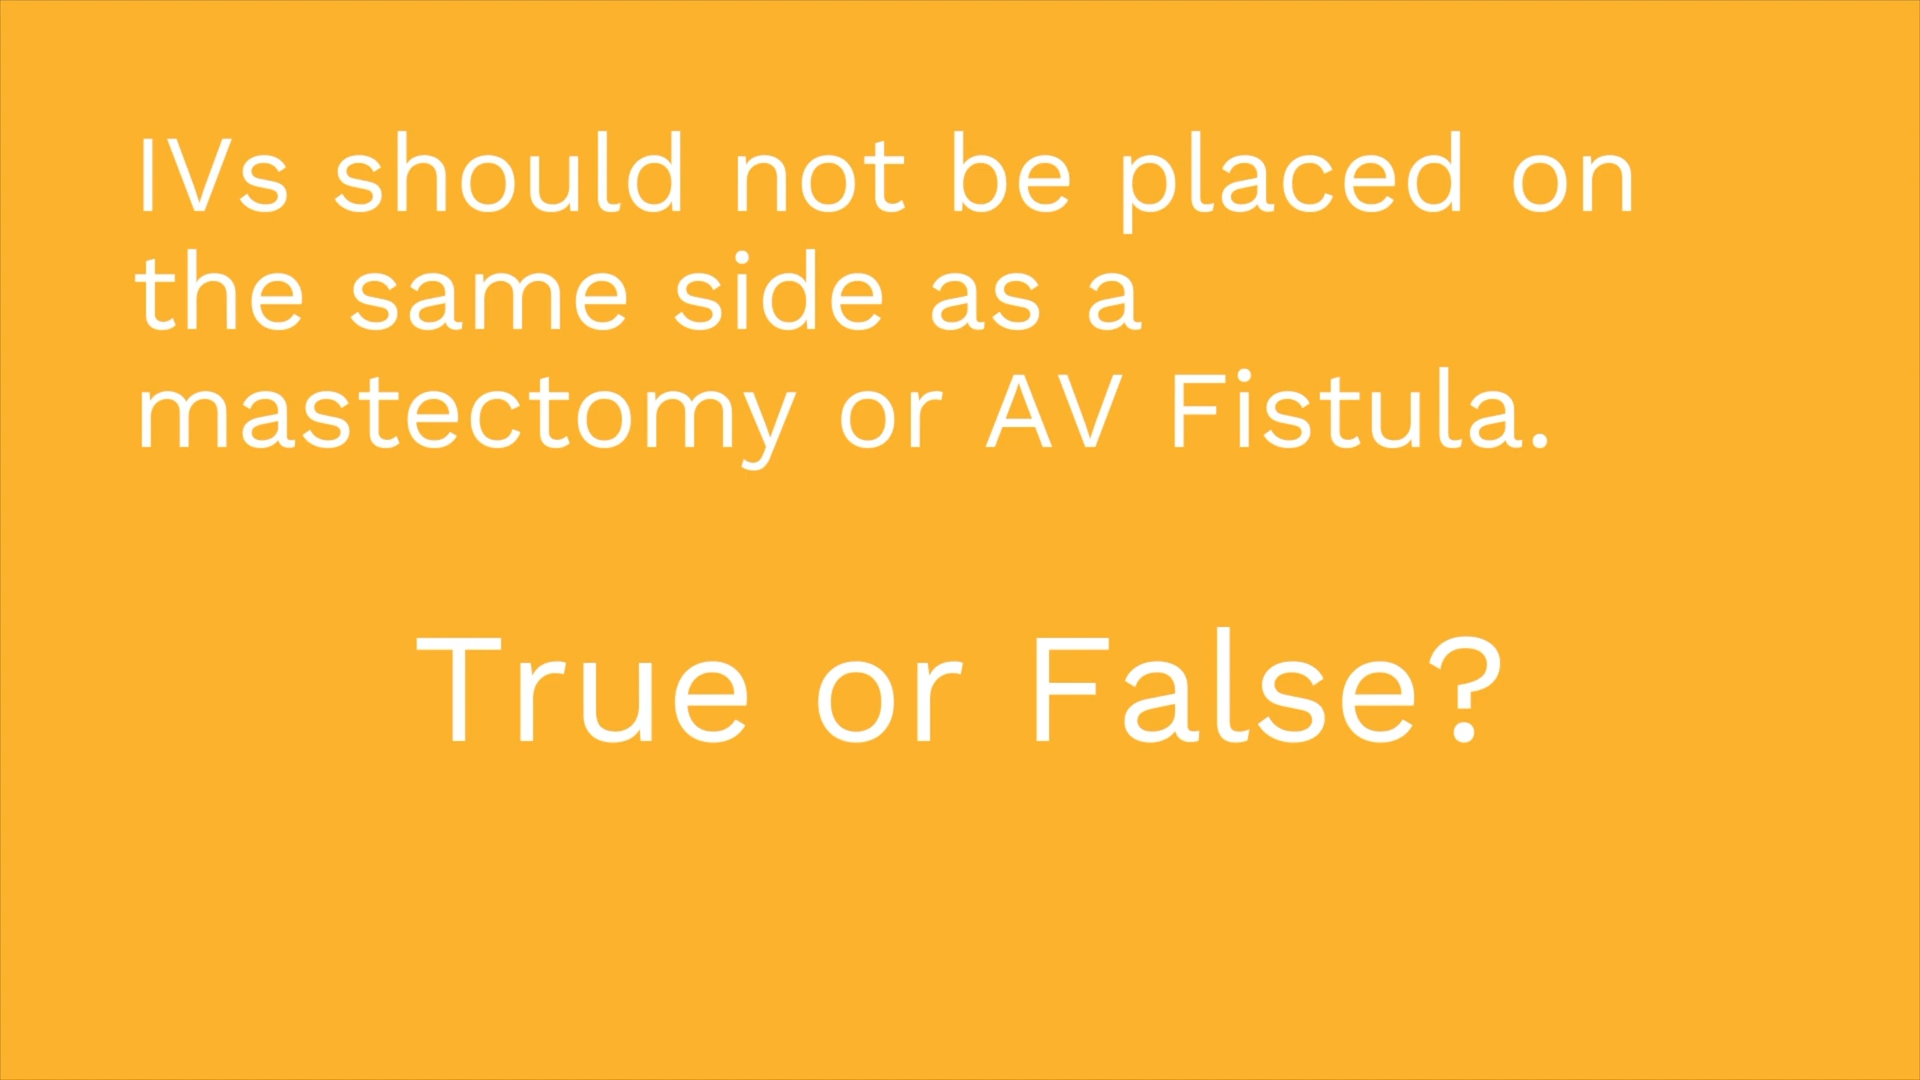 IVs should not be placed on
the same side as a
mastectomy or AV Fistula.
True or False?